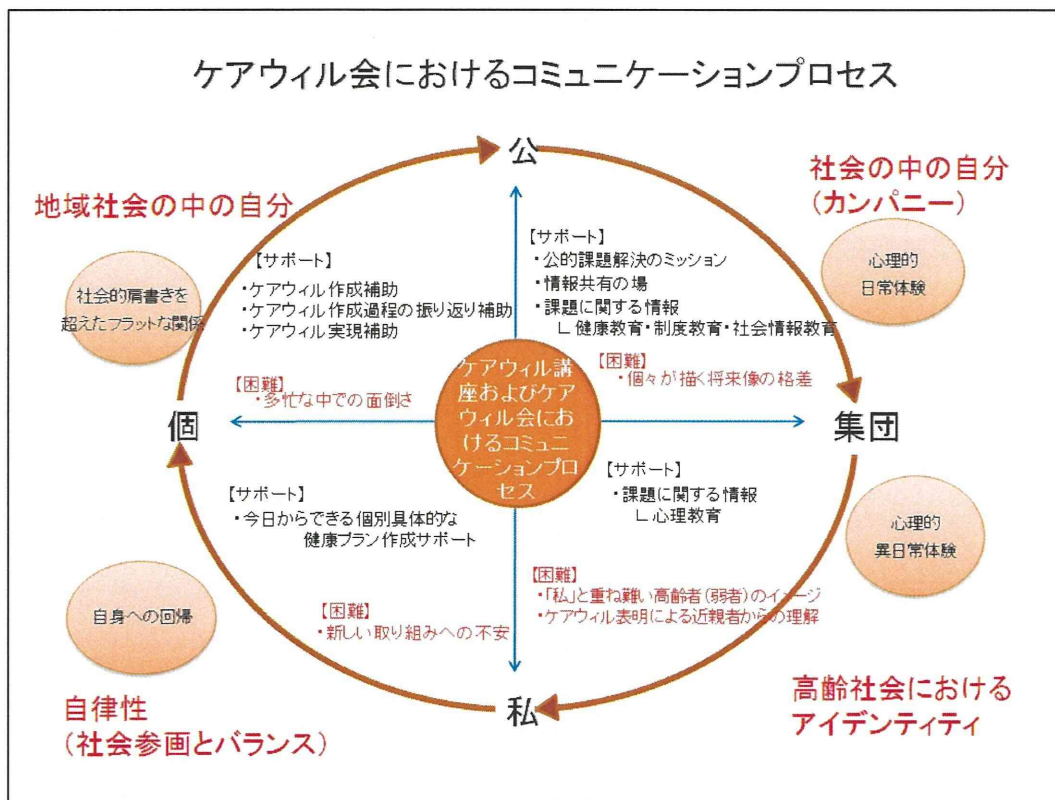 ケアウィル会におけるコミュニケーションプロセス
公
地域社会の中の自分
社会の中の自分
(カンパニー)
社会的肩書きを
超えたフラットな関係
【サポート】
・ケアウィル作成補助
・ケアウィル作成過程の振り返り補助
・ケアウィル実現補助
【サポート】
・公的課題解決のミッション
・情報共有の場
・課題に関する情報
∟健康教育・制度教育・社会情報教育
心理的
日常体験
【困難】
・多忙な中での面倒さ
ケアウィル講
座およびケア
ウィル会にお
けるコミュニ
ケーションプロ
セス
【困難】
・個々が描く将来像の格差
個
集団
【サポート】
・今日からできる個別具体的な
健康プラン作成サポート
【サポート】
・課題に関する情報
∟心理教育
心理的
異日常体験
自身への回帰
【困難】
・新しい取り組みへの不安
【困難】
・「私」と重ね難い高齢者(弱者)のイメージ
・ケアウィル表明による近親者からの理解
私
自律性
(社会参画とバランス)
高齢社会における
アイデンティティ